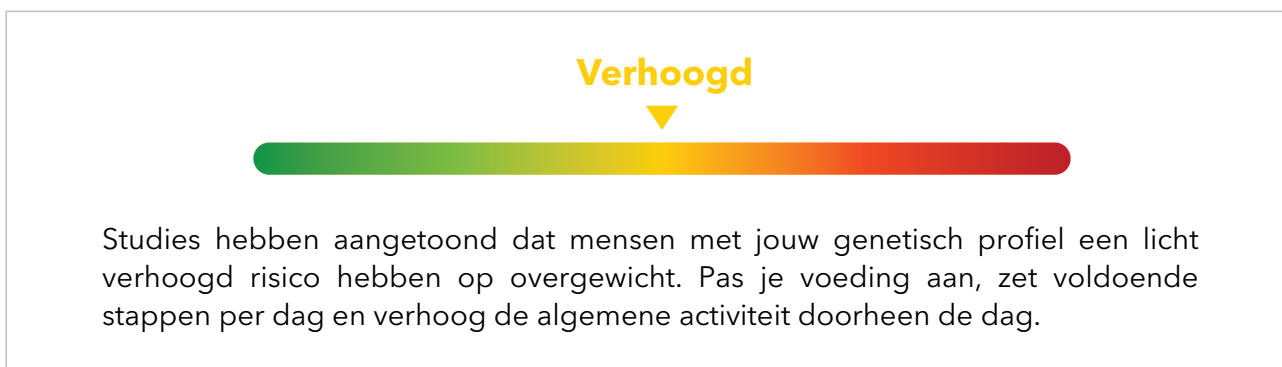 Verhoogd
Studies hebben aangetoond dat mensen met jouw genetisch profiel een licht
verhoogd risico hebben op overgewicht. Pas je voeding aan, zet voldoende
stappen per dag en verhoog de algemene activiteit doorheen de dag.